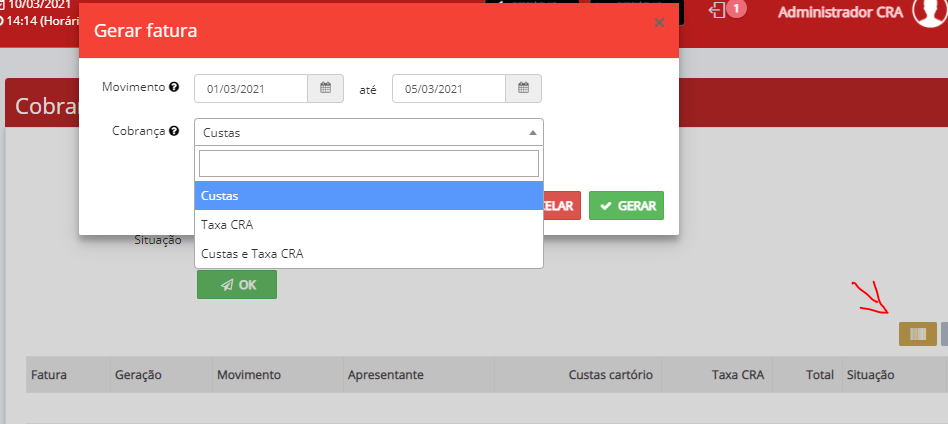 10/03/2021
14:14 (Horári
1
Administrador CRA
Gerar fatura
×
Movimento
01/03/2021
até
05/03/2021
Cobrar
Cobrança
Custas
Custas
Taxa CRA
Custas e Taxa CRA
ELAR
GERAR
Situação
OK
Fatura Geração Movimento Apresentante Custas cartório Taxa CRA Total Situação